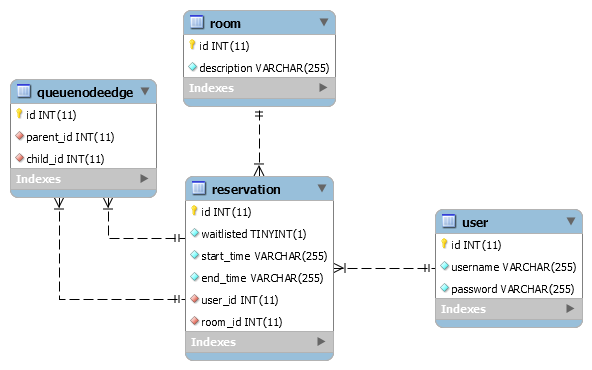 room
id INT(11)
description VARCHAR(255)
Indexes
queuenodeedge
id INT(11)
parent_id INT(11)
child_id INT(11)
Indexes
reservation
id INT(11)
waitlisted TINYINT(1)
start_time VARCHAR(255)
end_time VARCHAR(255)
user_id INT(11)
room_id INT(11)
Indexes
user
id INT(11)
username VARCHAR(255)
password VARCHAR(255)
Indexes